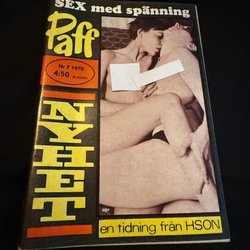 SEX med spänning
Paff
Nr 7 1970
4:50
NYHET
en tidning från HSON